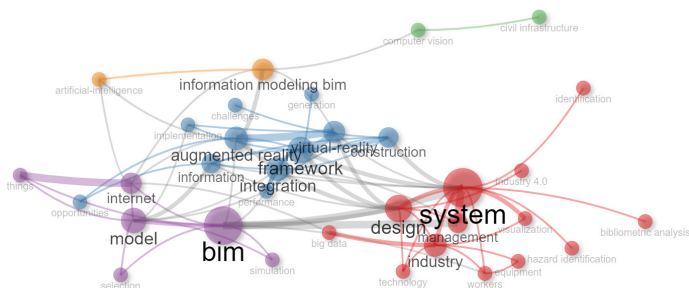 civil infrastructure
computer vision
information modeling bim
artificial-intelligence
identification
generation
challenges
implementation
virtual-reality
construction
augmented reality
framework
information
industry 4.0
things
integration
internet
performance
opportunities
system
design
visualization
bibliometric analysis
model
management
big data
bim
hazard identification
industry
simulation
equipment
technology
selection
workers